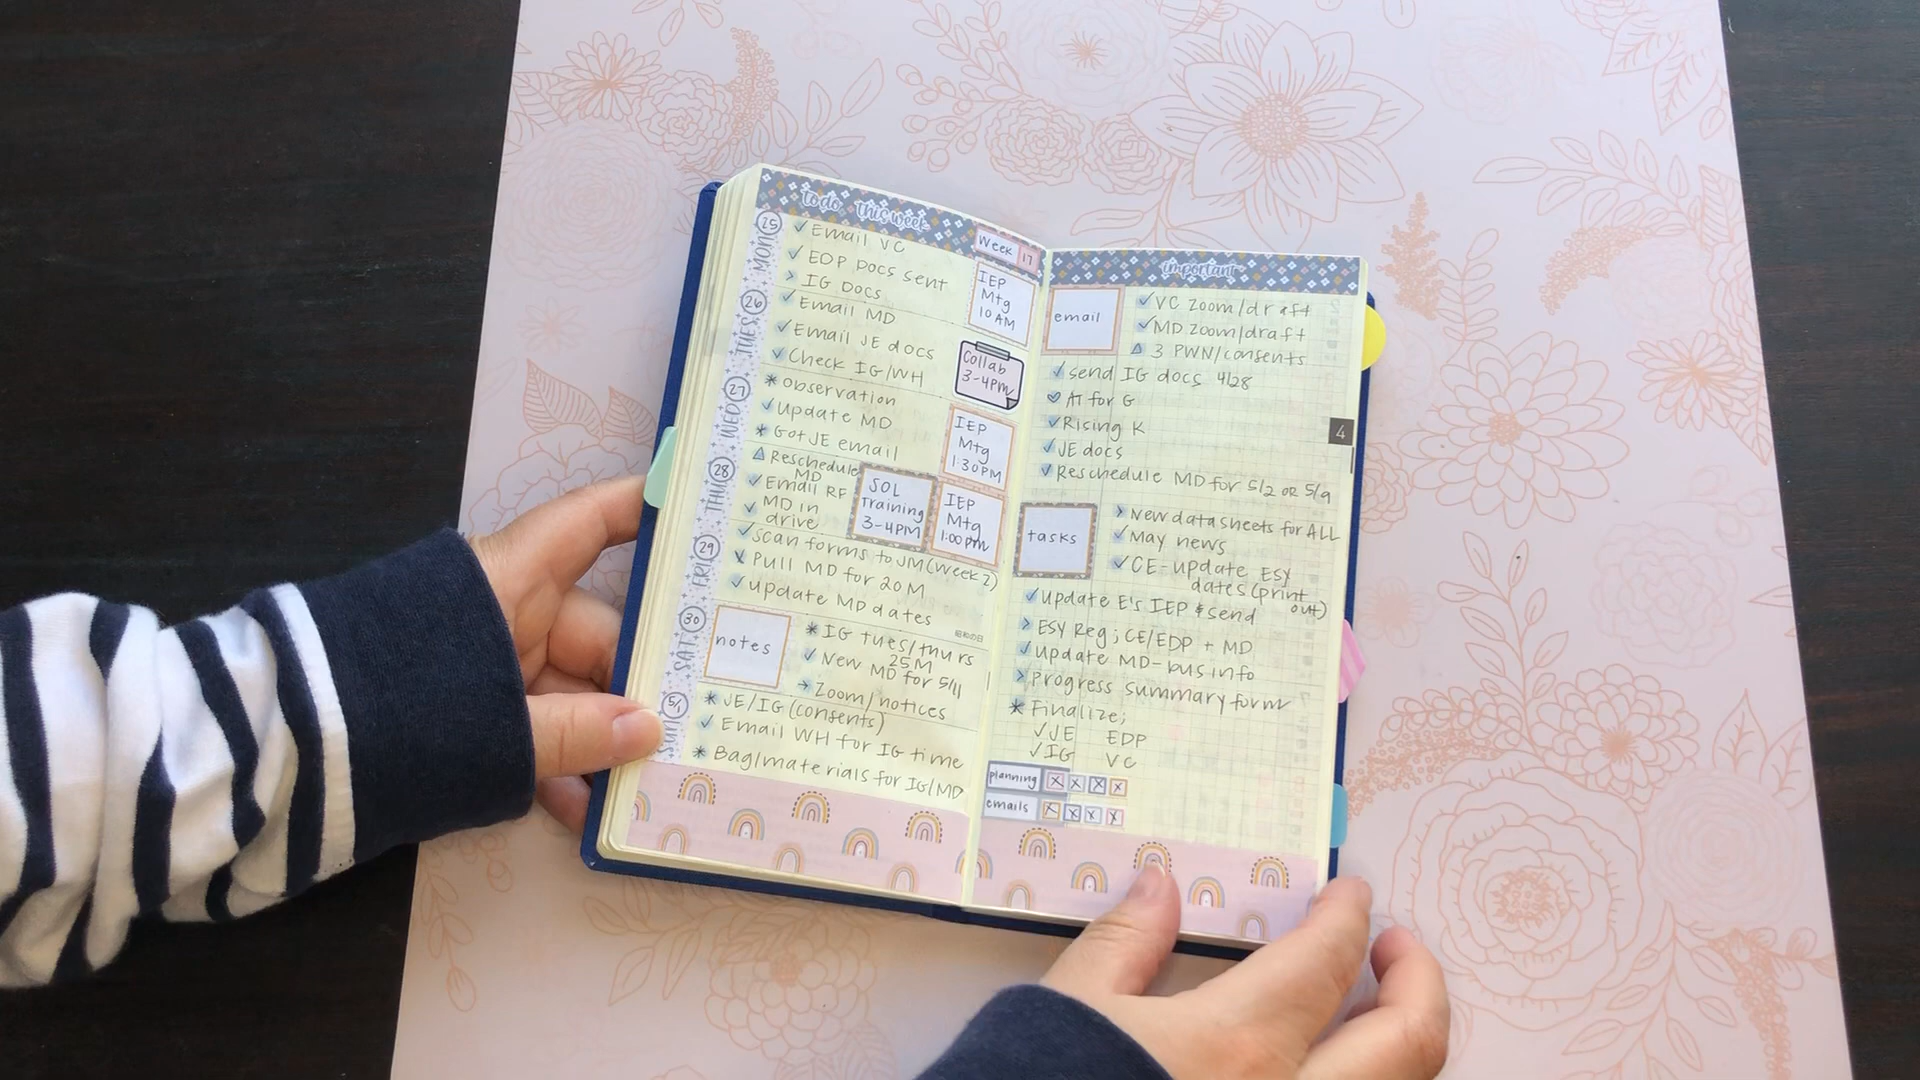 to do this week
Week 17
25 MON
✓ Email VC
✓ EDP Docs sent
> IG Docs
IEP
Mtg
10 AM
26 TUES
✓ Email MD
✓ Email JE docs
✓ Check IG/WH
Collab
3-4PM
27 WED
* Observation
✓ Update MD
* Got JE email
IEP
Mtg
1:30PM
28 THU
△ Reschedule
MD
✓ Email RF
✓ MD in
drive
SOL
Training
3-4PM
IEP
Mtg
1:00 pm
29 FRI
✓ Scan forms to JM (Week 2)
Pull MD for 20 M
✓ Update MD dates
昭和の日
30 SAT
notes
* IG tues/thurs
25 M
✓ New MD for 5/11
→ Zoom/notices
5/1 SUN
* JE/IG (consents)
✓ Email WH for IG time
* Bag/materials for IG/MD
important
email
✓ VC zoom/draft
✓ MD zoom/draft
△ 3 PWN/consents
✓ Send IG docs 4/28
♡ AT for G
✓ Rising K
✓ JE docs
✓ Reschedule MD for 5/2 or 5/9
4
tasks
> New data sheets for ALL
✓ May news
✓ CE-update ESY
dates (print
out)
✓ Update E's IEP & send
> ESY Reg; CE/EDP + MD
✓ Update MD-bus info
> Progress summary form
* Finalize;
✓ JE EDP
✓ IG VC
planning x x x x
emails x x x x